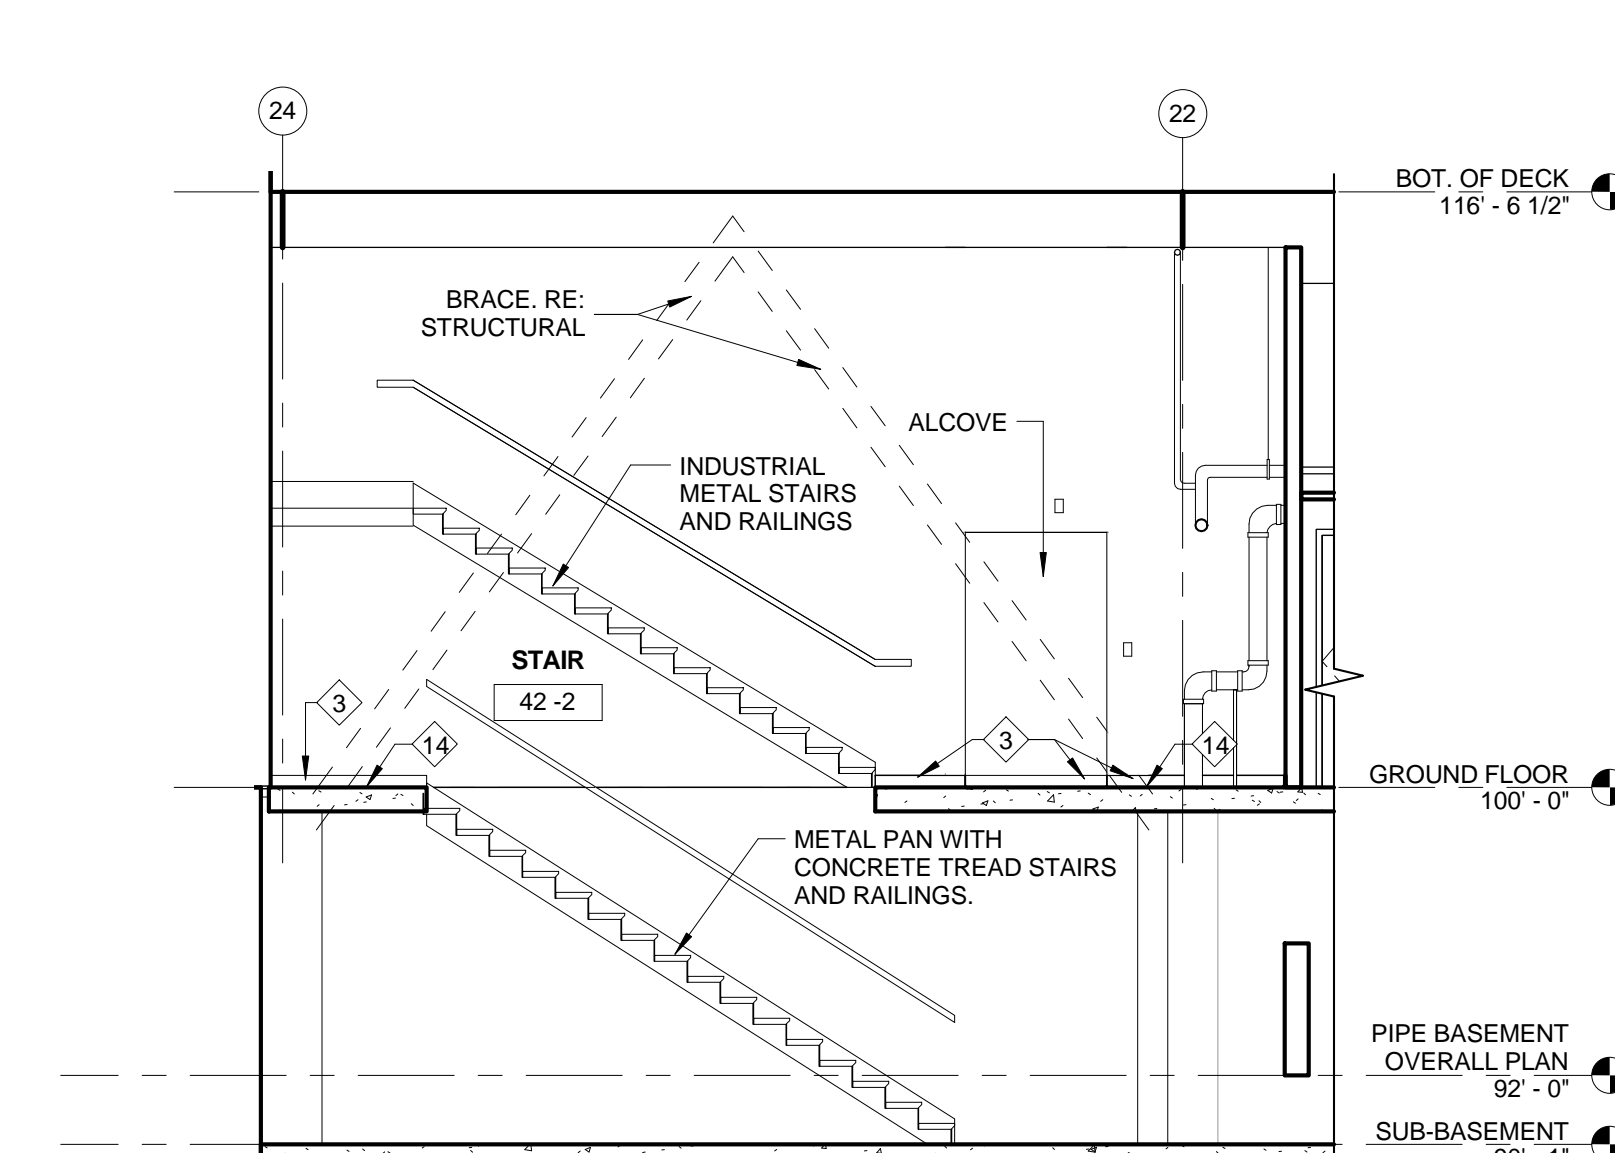 24
22
BOT. OF DECK
116' - 6 1/2"
BRACE. RE:
STRUCTURAL
ALCOVE
INDUSTRIAL
METAL STAIRS
AND RAILINGS
STAIR
42 -2
3
14
3
14
GROUND FLOOR
100' - 0"
METAL PAN WITH
CONCRETE TREAD STAIRS
AND RAILINGS.
PIPE BASEMENT
OVERALL PLAN
92' - 0"
SUB-BASEMENT